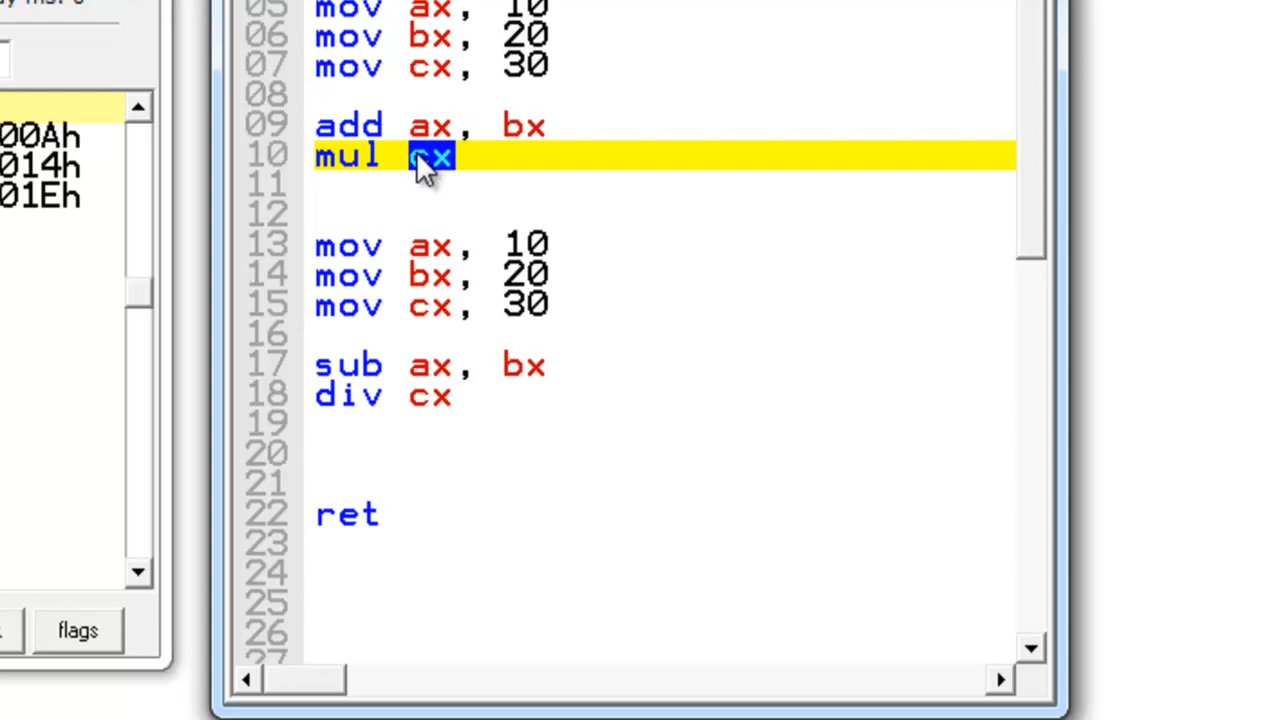 05 mov ax, 10
06 mov bx, 20
07 mov cx, 30
08
09 add ax, bx
10 mul cx
11
12
13 mov ax, 10
14 mov bx, 20
15 mov cx, 30
16
17 sub ax, bx
18 div cx
19
20
21
22 ret
23
24
25
26
27
00Ah
014h
01Eh
flags